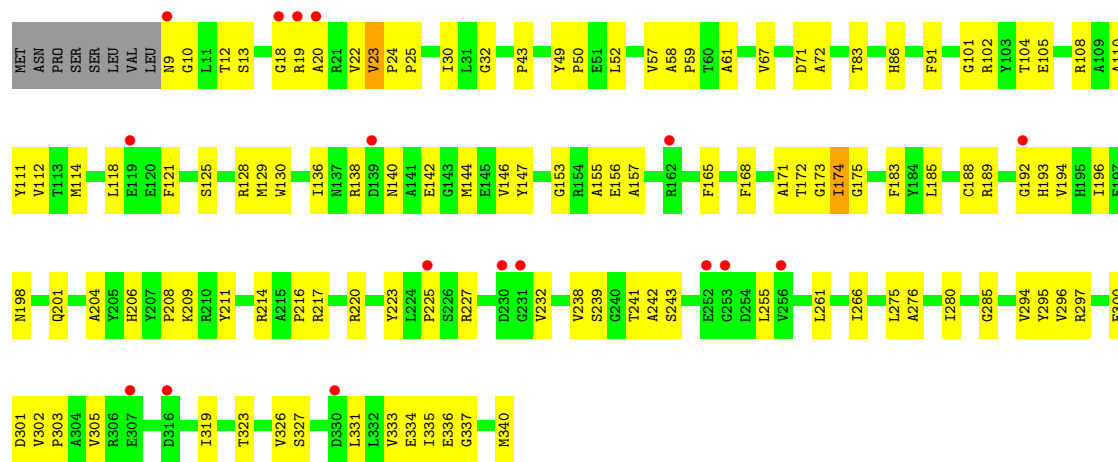 MET ASN PRO SER SER LEU VAL LEU N9 G10 L11 T12 S13 G18 R19 A20 R21 V22 V23 P24 P25 I30 L31 G32 P43 Y49 P50 E51 L52 V57 A58 P59 T60 A61 V67 D71 A72 T83 H86 F91 G101 R102 Y103 T104 E105 R108 A109 A110
Y111 V112 T113 M114 L118 E119 E120 F121 S125 R128 M129 W130 I136 N137 R138 D139 N140 A141 E142 G143 M144 E145 V146 Y147 G153 R154 A155 E156 A157 R162 F165 F168 A171 T172 G173 I174 G175 F183 Y184 L185 C188 R189 G192 H193 V194 H195 I196
N198 Q201 A204 Y205 H206 Y207 P208 K209 R210 Y211 R214 A215 P216 R217 R220 Y223 L224 P225 S226 R227 D230 G231 V232 V238 S239 G240 T241 A242 S243 E252 G253 D254 L255 V256 L261 I266 L275 A276 I280 G285 V294 Y295 V296 R297
D301 V302 P303 A304 V305 R306 E307 D316 I319 T323 V326 S327 D330 L331 L332 V333 E334 I335 E336 G337 M340